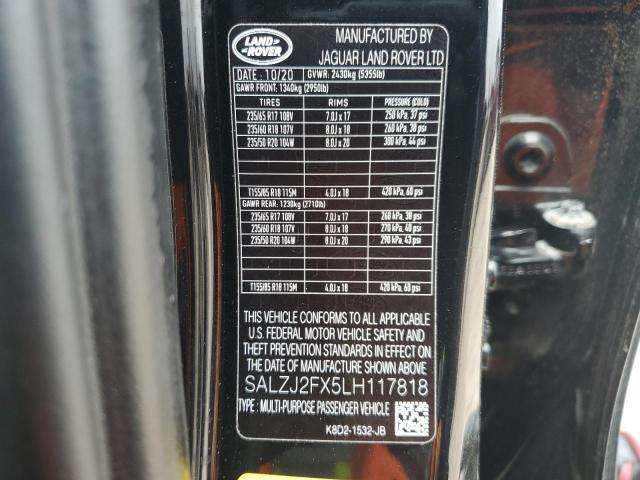 LAND-
ROVER
MANUFACTURED BY
JAGUAR LAND ROVER LTD
DATE : 10/20 GVWR: 2430kg (5355lb)
GAWR FRONT: 1340kg (2950lb)
TIRES RIMS PRESSURE (COLD)
235/65 R17 108V 7.0J x 17 250 kPa, 37 psi
235/60 R18 107V 8.0J x 18 260 kPa, 38 psi
235/50 R20 104W 8.0J x 20 300 kPa, 44 psi
T155/85 R18 115M 4.0J x 18 420 kPa, 60 psi
GAWR REAR: 1230kg (2710lb)
235/65 R17 108V 7.0J x 17 260 kPa, 38 psi
235/60 R18 107V 8.0J x 18 270 kPa, 40 psi
235/50 R20 104W 8.0J x 20 290 kPa, 43 psi
T155/85 R18 115M 4.0J x 18 420 kPa, 60 psi
THIS VEHICLE CONFORMS TO ALL APPLICABLE
U.S. FEDERAL MOTOR VEHICLE SAFETY AND
THEFT PREVENTION STANDARDS IN EFFECT ON
THE DATE OF MANUFACTURE SHOWN ABOVE
SALZJ2FX5LH117818
TYPE : MULTI-PURPOSE PASSENGER VEHICLE
K8D2-1532-JB